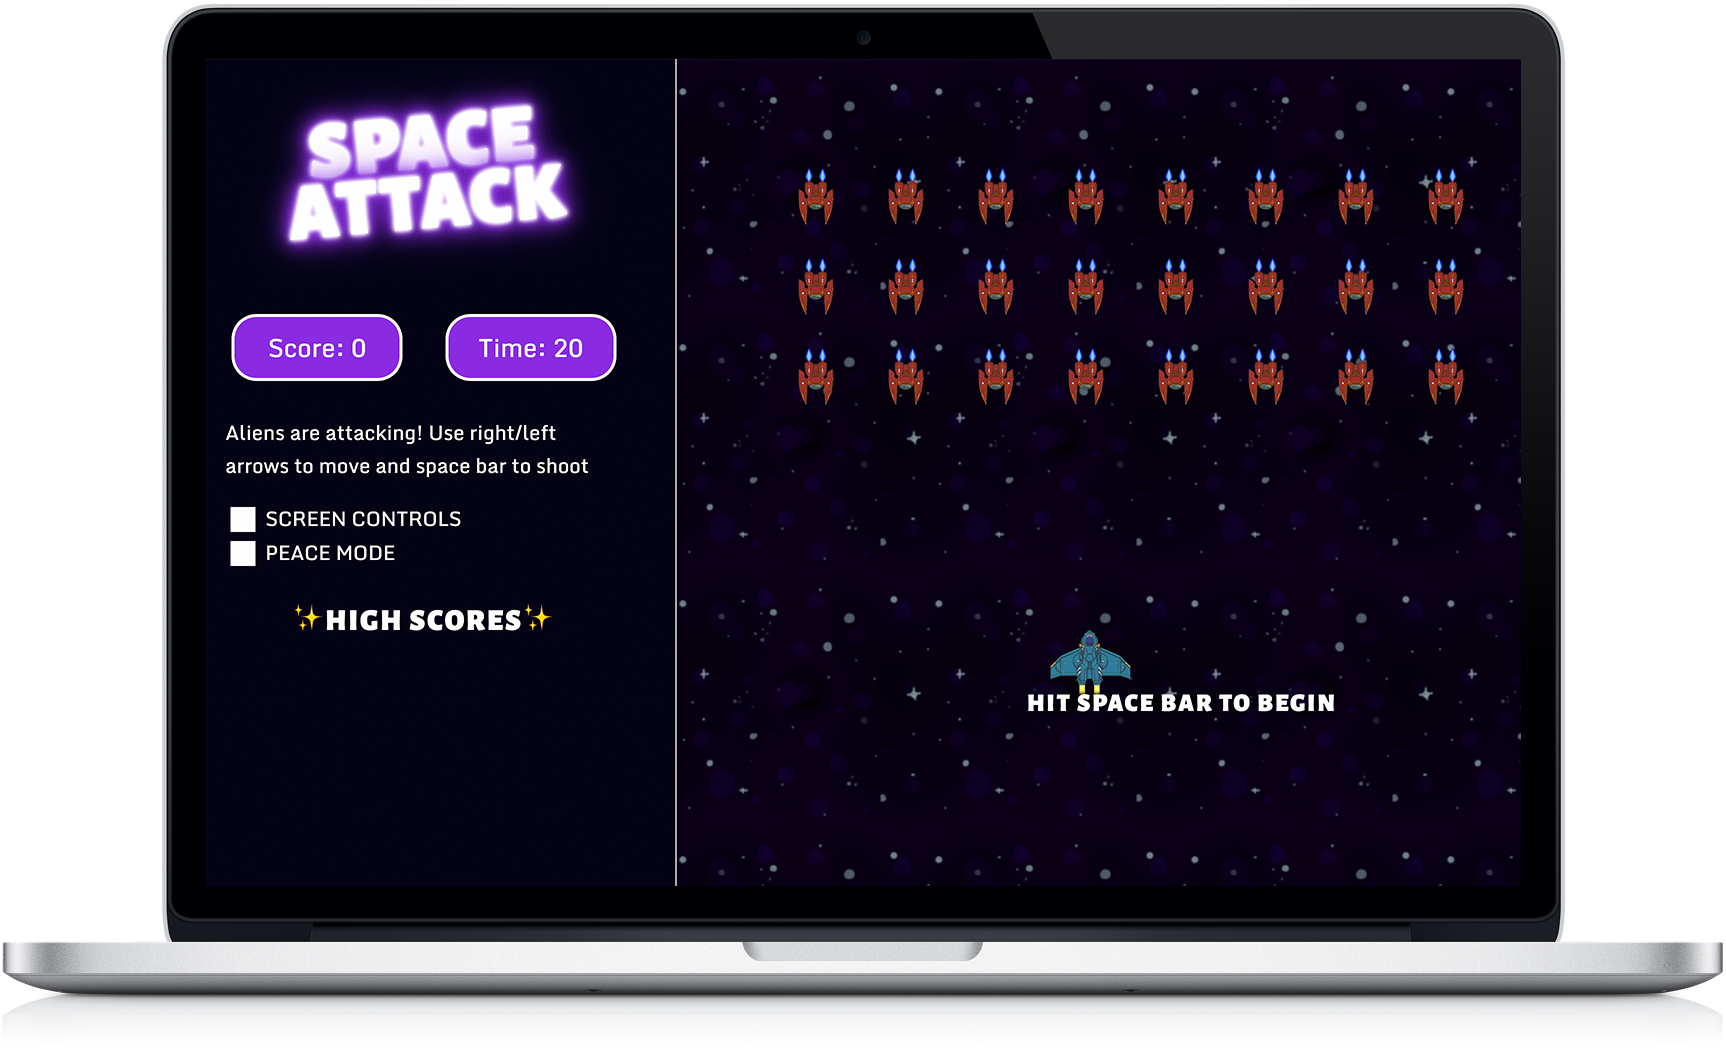 SPACE
ATTACK
Score: 0
Time: 20
Aliens are attacking! Use right/left
arrows to move and space bar to shoot
SCREEN CONTROLS
PEACE MODE
✨HIGH SCORES✨
HIT SPACE BAR TO BEGIN